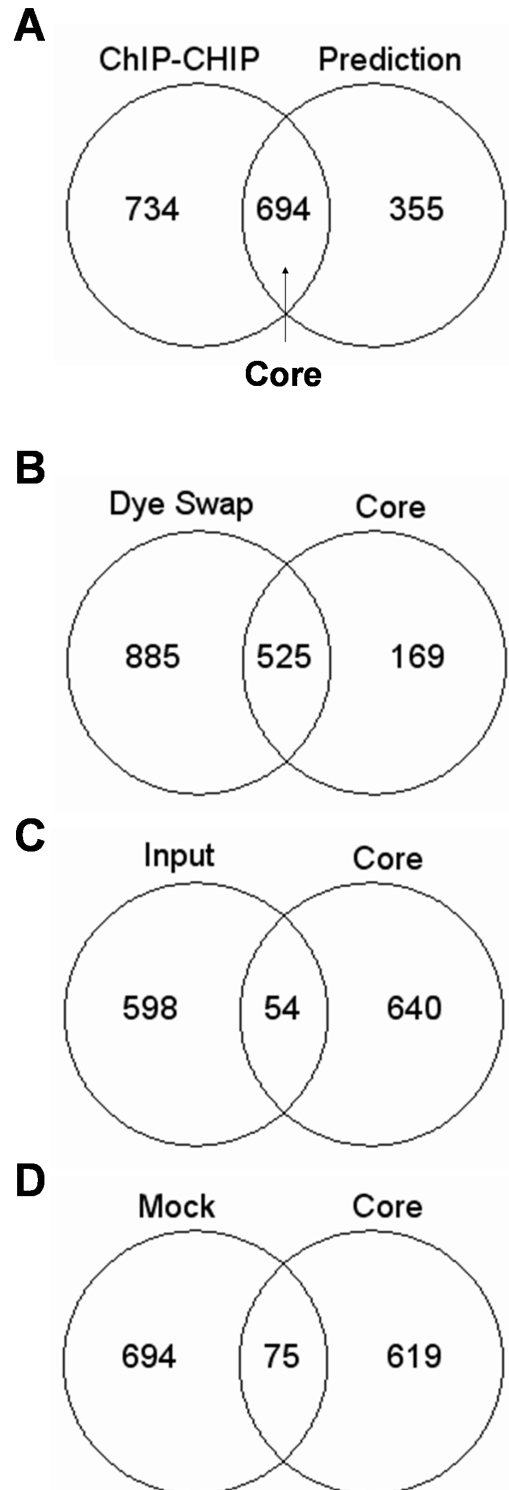 A
ChIP-CHIP Prediction
734 694 355
Core
B
Dye Swap Core
885 525 169
C
Input Core
598 54 640
D
Mock Core
694 75 619